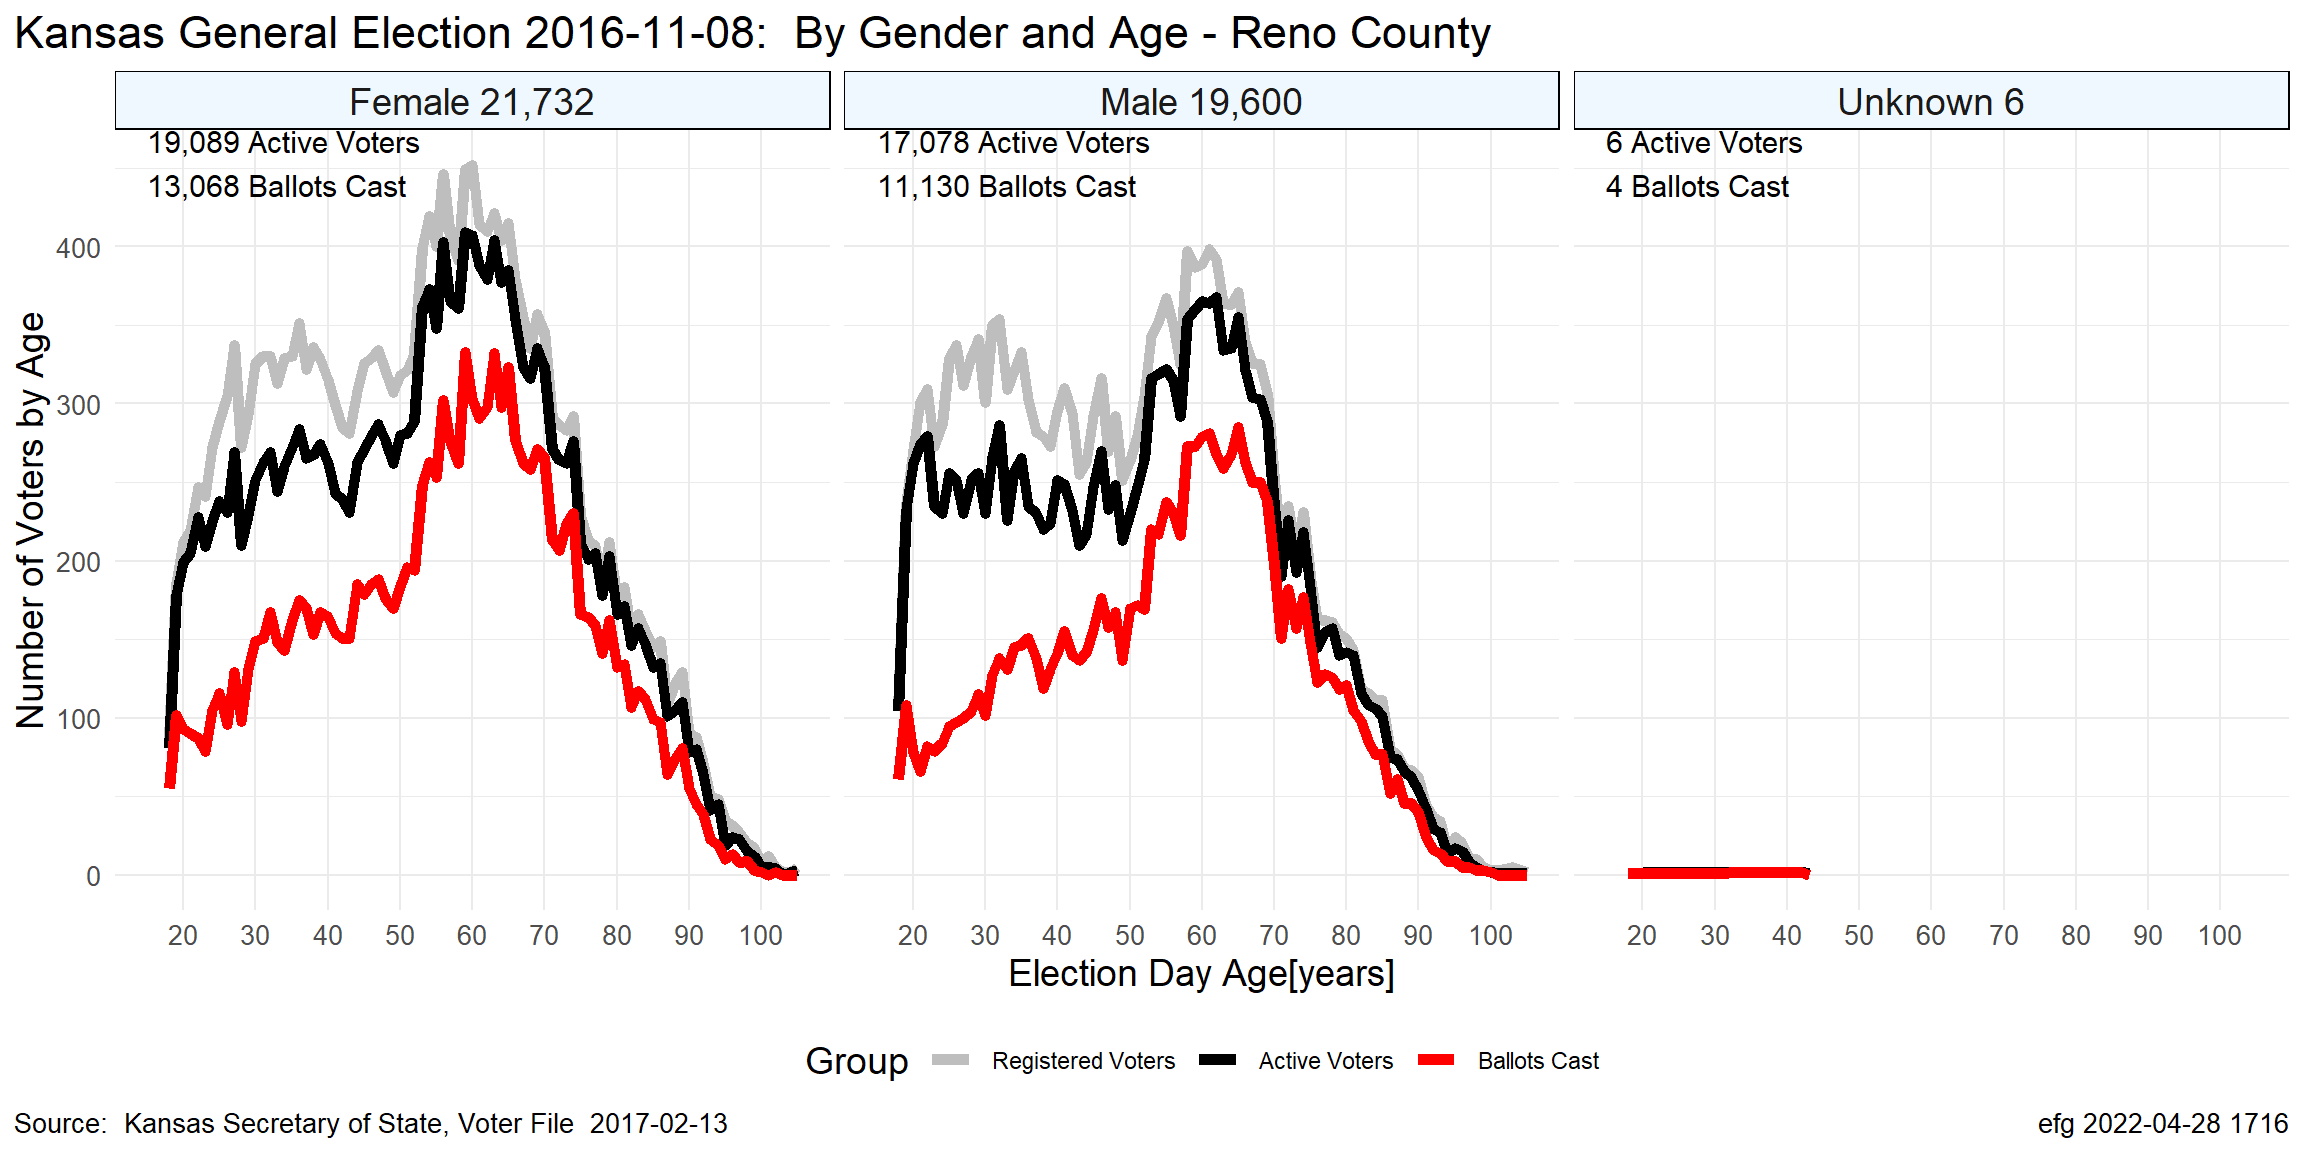 Kansas General Election 2016-11-08:  By Gender and Age - Reno County
Female 21,732
Male 19,600
Unknown 6
19,089 Active Voters
13,068 Ballots Cast
17,078 Active Voters
11,130 Ballots Cast
6 Active Voters
4 Ballots Cast
Number of Voters by Age
400
300
200
100
0
20 30 40 50 60 70 80 90 100
20 30 40 50 60 70 80 90 100
20 30 40 50 60 70 80 90 100
Election Day Age[years]
Group Registered Voters Active Voters Ballots Cast
Source:  Kansas Secretary of State, Voter File  2017-02-13
efg 2022-04-28 1716